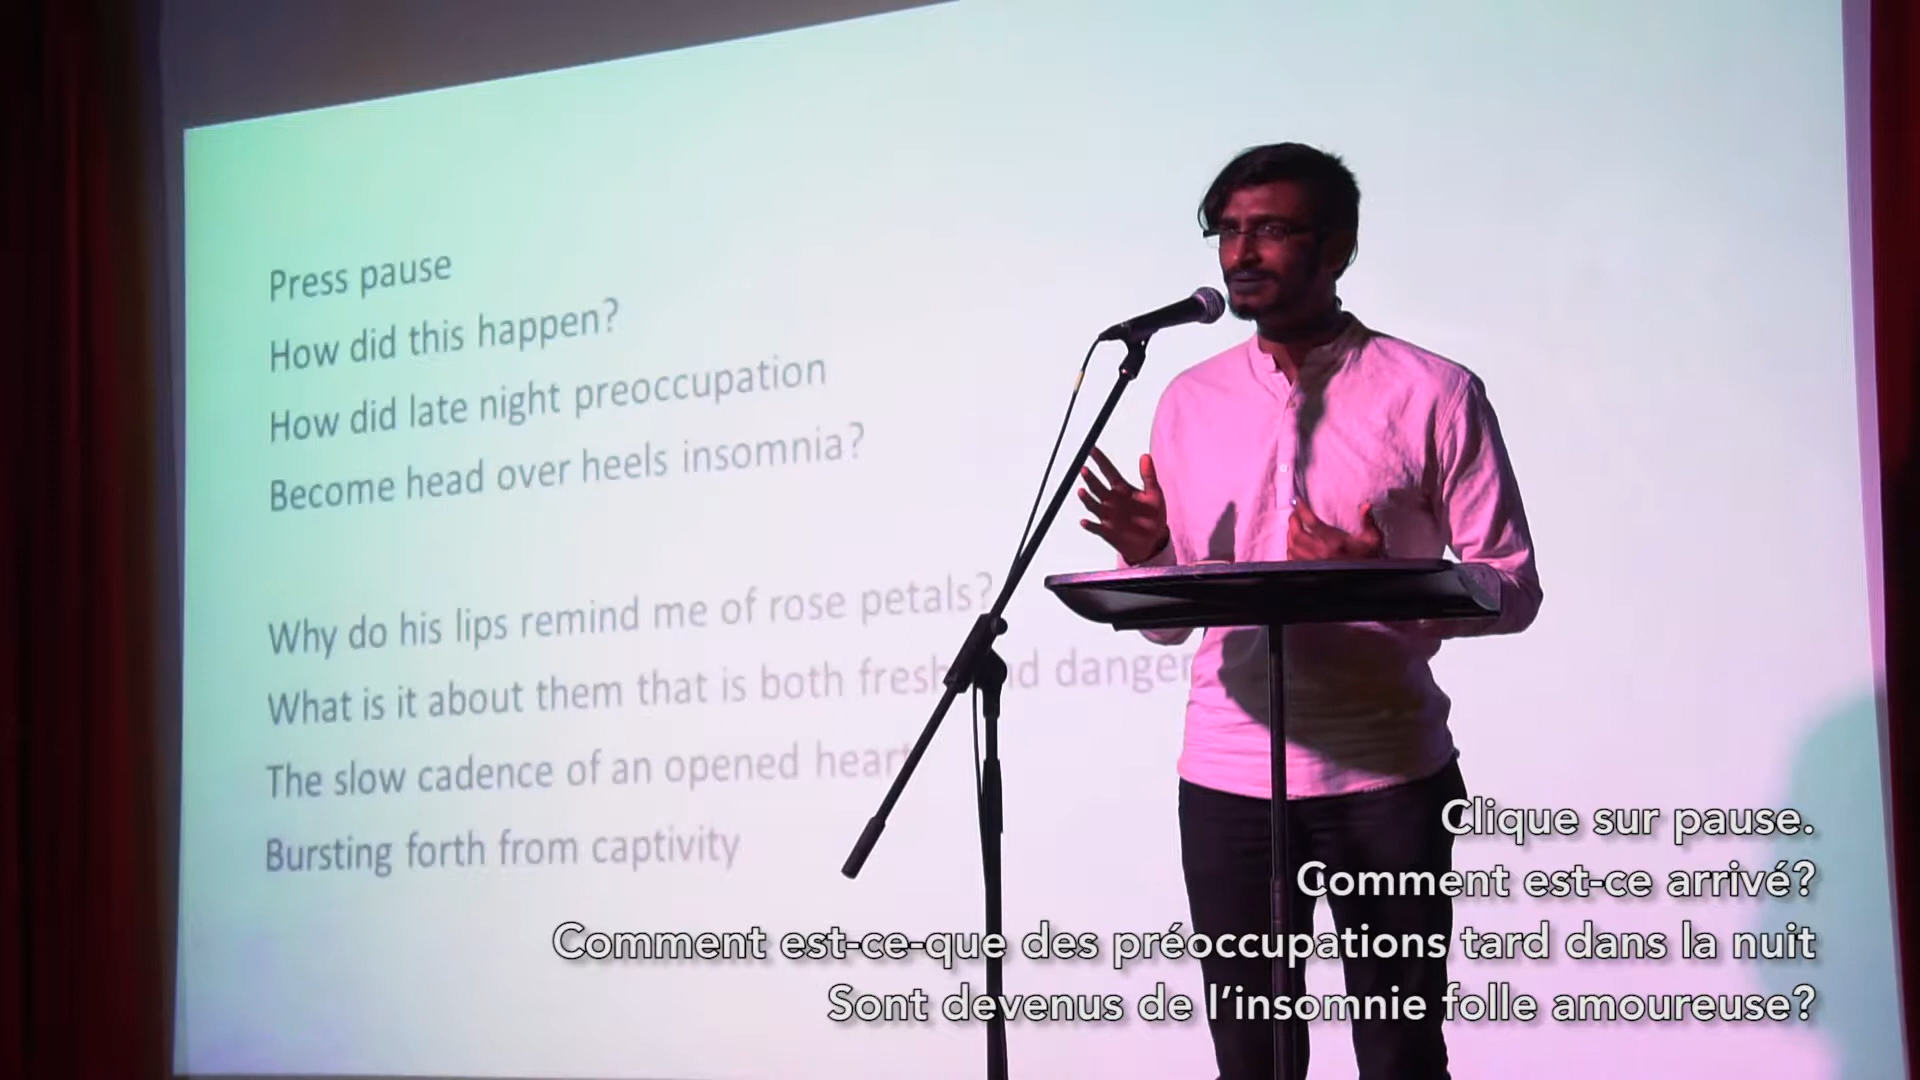 Press pause
How did this happen?
How did late night preoccupation
Become head over heels insomnia?
Why do his lips remind me of rose petals?
What is it about them that is both fresh
The slow cadence of an opened heart
Bursting forth from captivity
Clique sur pause.
Comment est-ce arrivé?
Comment est-ce-que des préoccupations tard dans la nuit
Sont devenus de l’insomnie folle amoureuse?